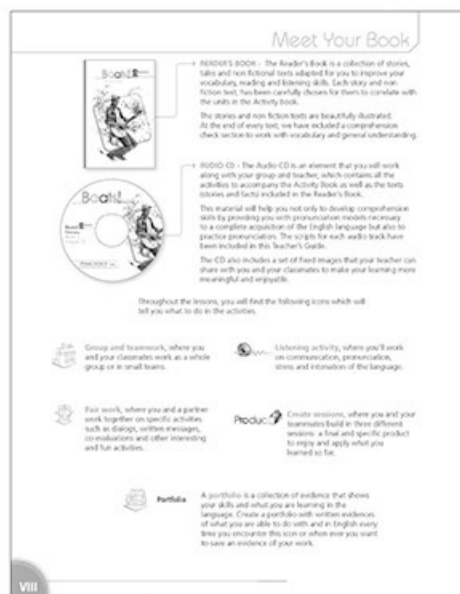 Meet Your Book
READER'S BOOK - The Reader's Book is a collection of stories,
tales and non fictional texts adapted for you to improve your
vocabulary, reading and listening skills. Each story and non
fiction text, has been carefully chosen for them to correlate with
the units in the Activity book.
The stories and non fiction texts are beautifully illustrated.
At the end of every text, we have included a comprehension
check section to work with vocabulary and general understanding.
Boats!
AUDIO CD - The Audio CD is an element that you will work
along with your group and teacher, which contains all the
activities to accompany the Activity Book as well as the texts
(stories and facts) included in the Reader's Book.
Boats!
This material will help you not only to develop comprehension
skills by providing you with pronunciation models necessary
to a complete acquisition of the English language but also to
practice pronunciation. The scripts for each audio track have
been included in this Teacher's Guide.
The CD also includes a set of fixed images that your teacher can
share with you and your classmates to make your learning more
meaningful and enjoyable.
Throughout the lessons, you will find the following icons which will
tell you what to do in the activities.
Group and teamwork, where you
and your classmates work as a whole
group or in small teams.
Listening activity, where you'll work
on communication, pronunciation,
stress and intonation of the language.
Pair work, where you and a partner
work together on specific activities
such as dialogs, written messages,
co-evaluations and other interesting
and fun activities.
Product
Create sessions, where you and your
teammates build in three different
sessions a final and specific product
to enjoy and apply what you
learned so far.
Portfolio
A portfolio is a collection of evidence that shows
your skills and what you are learning in the
language. Create a portfolio with written evidences
of what you are able to do with and in English every
time you encounter this icon or when ever you want
to save an evidence of your work.
VIII